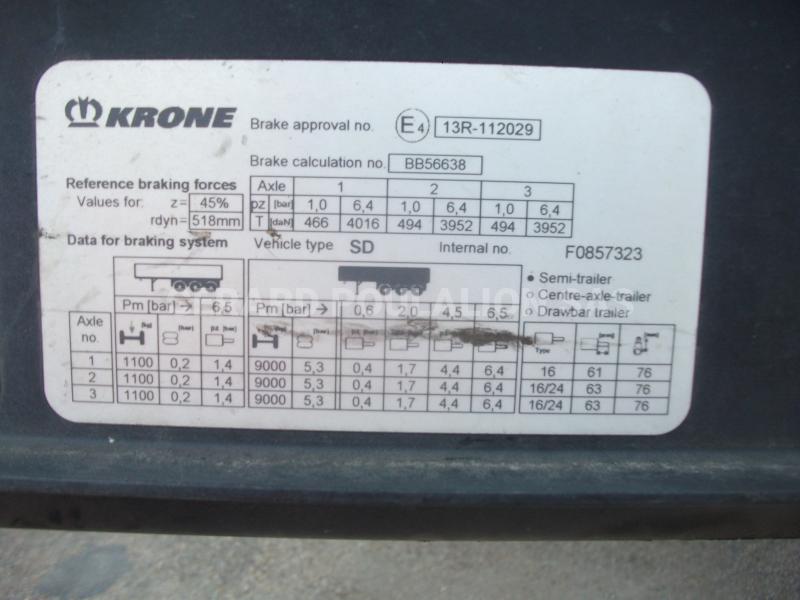 KRONE
Brake approval no. E4 13R-112029
Brake calculation no. BB56638
Reference braking forces Axle 1 2 3
Values for: z= 45% pz [bar] 1,0 6,4 1,0 6,4 1,0 6,4
rdyn= 518mm T [daN] 466 4016 494 3952 494 3952
Data for braking system Vehicle type SD Internal no. F0857323
Semi-trailer
Centre-axle-trailer
Drawbar trailer
Pm [bar] → 6,5 Pm [bar] → 0,6 2,0 4,5 6,5
Axle no. [kg] [bar] pz [bar] Type [mm] [mm]
1 1100 0,2 1,4 9000 5,3 0,4 1,7 4,4 6,4 16 61 76
2 1100 0,2 1,4 9000 5,3 0,4 1,7 4,4 6,4 16/24 63 76
3 1100 0,2 1,4 9000 5,3 0,4 1,7 4,4 6,4 16/24 63 76